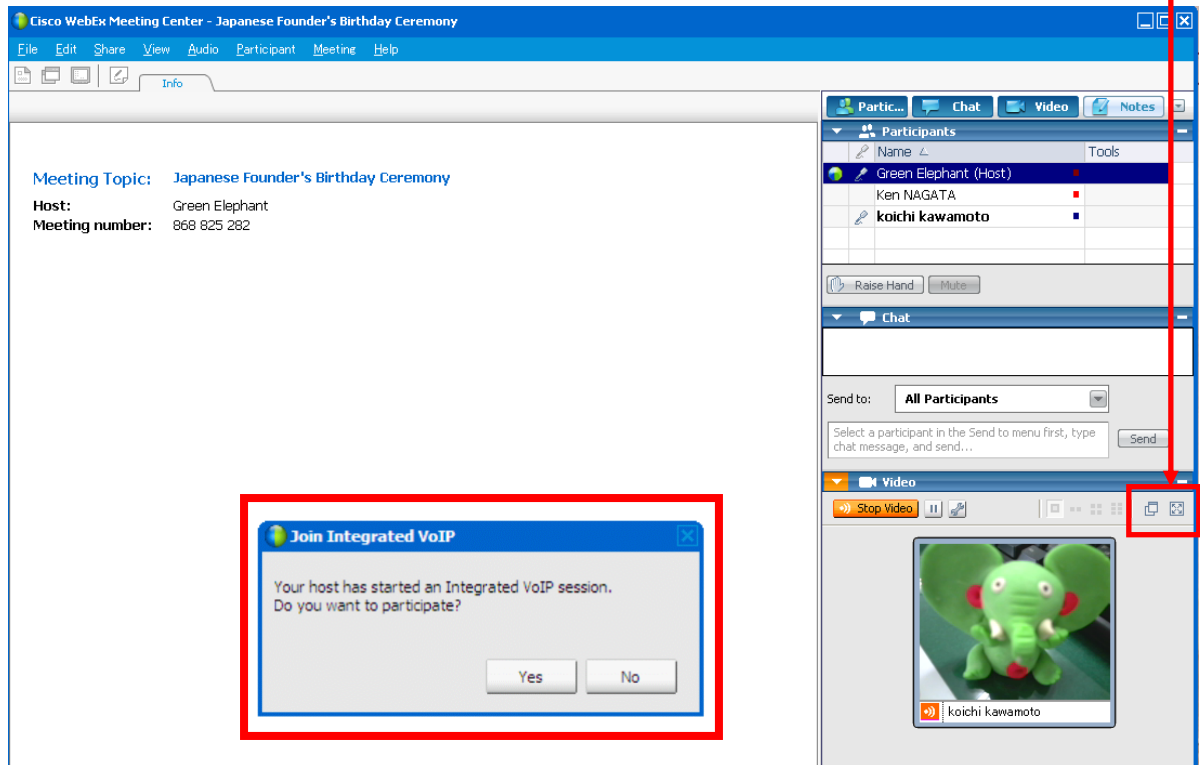 Cisco WebEx Meeting Center - Japanese Founder's Birthday Ceremony
File Edit Share View Audio Participant Meeting Help
Info
Partic... Chat Video Notes
Participants
Name Tools
Green Elephant (Host)
Ken NAGATA
koichi kawamoto
Raise Hand Mute
Chat
Send to: All Participants
Select a participant in the Send to menu first, type
chat message, and send...
Send
Video
Stop Video
koichi kawamoto
Meeting Topic: Japanese Founder's Birthday Ceremony
Host: Green Elephant
Meeting number: 868 825 282
Join Integrated VoIP
Your host has started an Integrated VoIP session.
Do you want to participate?
Yes No